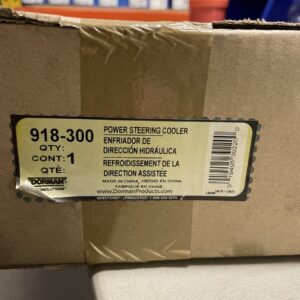 918-300
QTY:
CONT: 1
QTÉ:
DORMAN
POWER STEERING COOLER
ENFRIADOR DE
DIRECCIÓN HIDRÁULICA
REFROIDISSEMENT DE LA
DIRECTION ASSISTEE
MADE IN CHINA, HECHO EN CHINA,
FABRIQUE EN CHINE,
www.DormanProducts.com